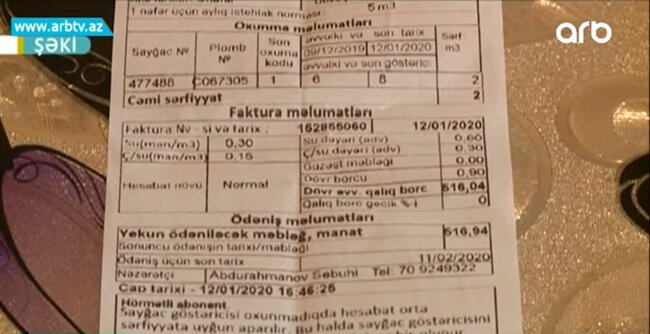 www.arbtv.az
ŞƏKİ
arb
1 nəfər üçün aylıq istehlak norması: 5 m3
Oxunma məlumatları
Sayğac № Plomb № Son oxuma kodu əvvəlki və son tarix Sərf. m3
09/12/2019 12/01/2020
əvvəlki və son göstərici
477488 C067305 1 6 8 2
Cəmi sərfiyyat 2
Faktura məlumatları
Faktura № - si və tarix : 152855060 12/01/2020
Su(man/m3) 0,30 Su dəyəri (ədv) 0,60
Ç/su(man/m3) 0,15 Ç/su dəyəri (ədv) 0,30
Güzəşt məbləği 0,00
Dövr borcu 0,90
Hesabat növü Normal Dövr əvv. qalıq borc 516,04
Qalıq borc gecik %-i 0
Ödəniş məlumatları
Yekun ödəniləcək məbləğ, manat 516,94
Sonuncu ödənişin tarixi/məbləği
Ödəniş üçün son tarix 11/02/2020
Nəzarətçi Abdurahmanov Səbuhi Tel: 70 9249322
Çap tarixi - 12/01/2020 16:46:25
Hörmətli abonent
Sayğac göstəricisi oxunmadıqda hesabat orta
sərfiyyata uyğun aparılır. Bu halda sayğac göstəricisini